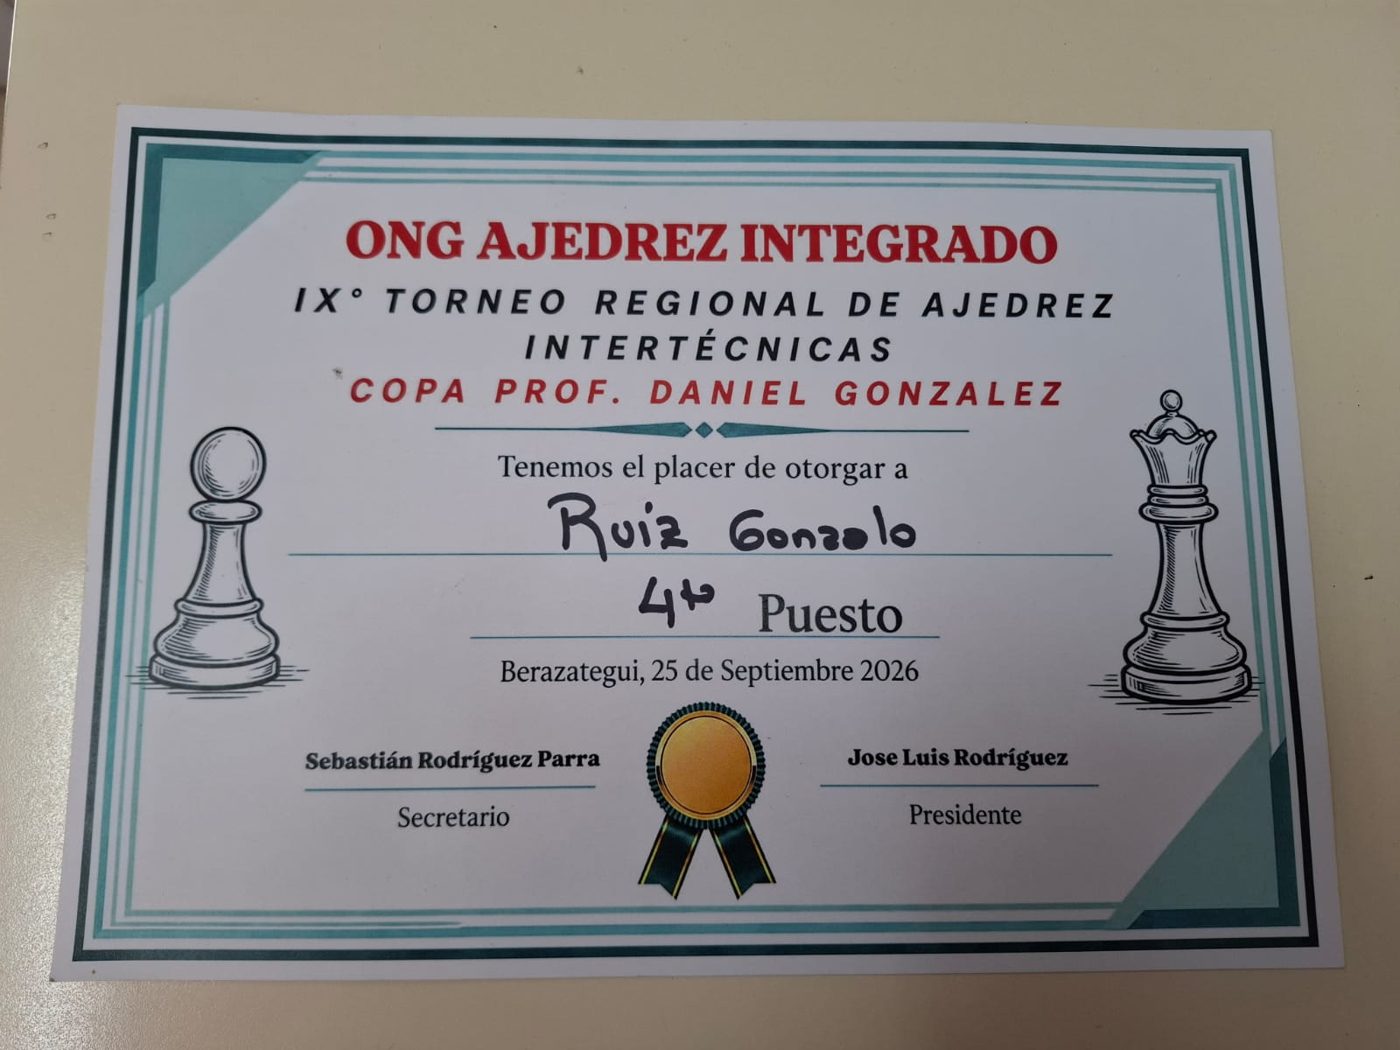 ONG AJEDREZ INTEGRADO
IX° TORNEO REGIONAL DE AJEDREZ
INTERTÉCNICAS
COPA PROF. DANIEL GONZALEZ
Tenemos el placer de otorgar a
Ruiz Gonzalo
4to Puesto
Berazategui, 25 de Septiembre 2026
Sebastián Rodríguez Parra
Secretario
Jose Luis Rodríguez
Presidente